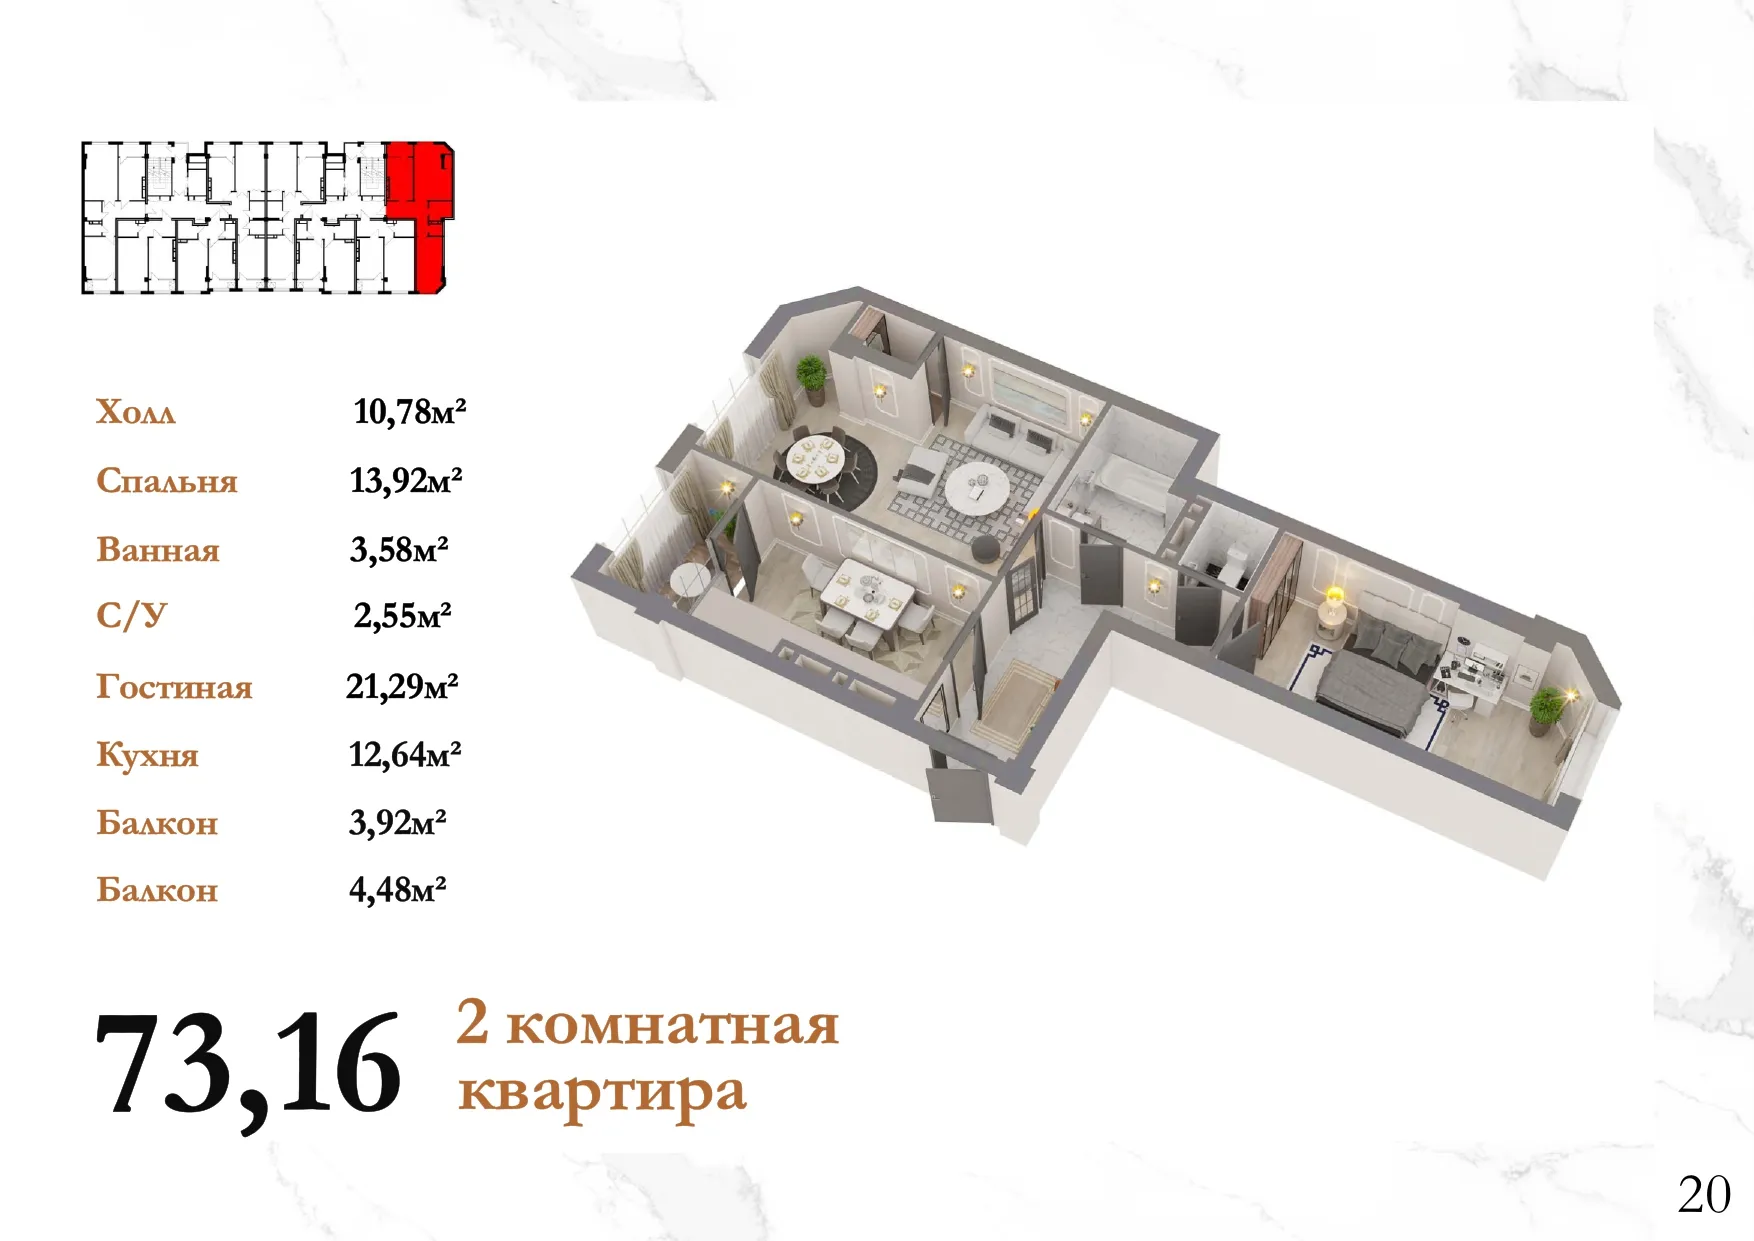 Холл 10,78м²
Спальня 13,92м²
Ванная 3,58м²
С/У 2,55м²
Гостиная 21,29м²
Кухня 12,64м²
Балкон 3,92м²
Балкон 4,48м²
73,16
2 комнатная
квартира
20